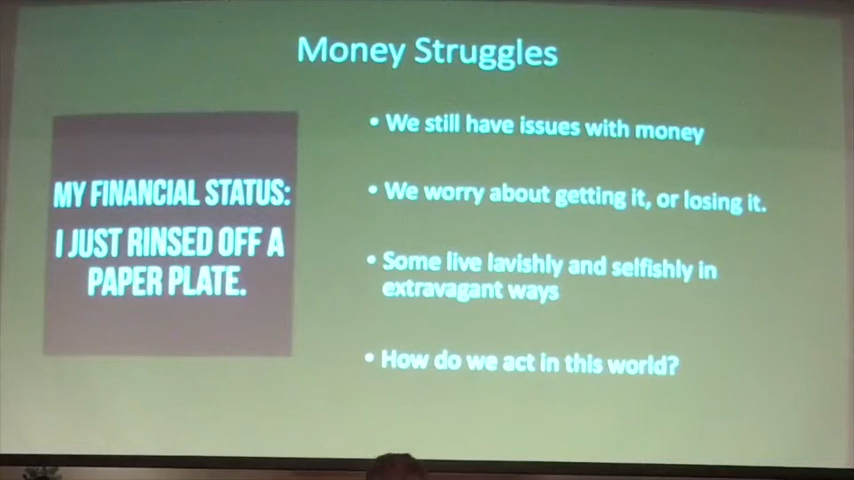 Money Struggles
MY FINANCIAL STATUS:
I JUST RINSED OFF A
PAPER PLATE.
• We still have issues with money
• We worry about getting it, or losing it.
• Some live lavishly and selfishly in
extravagant ways
• How do we act in this world?